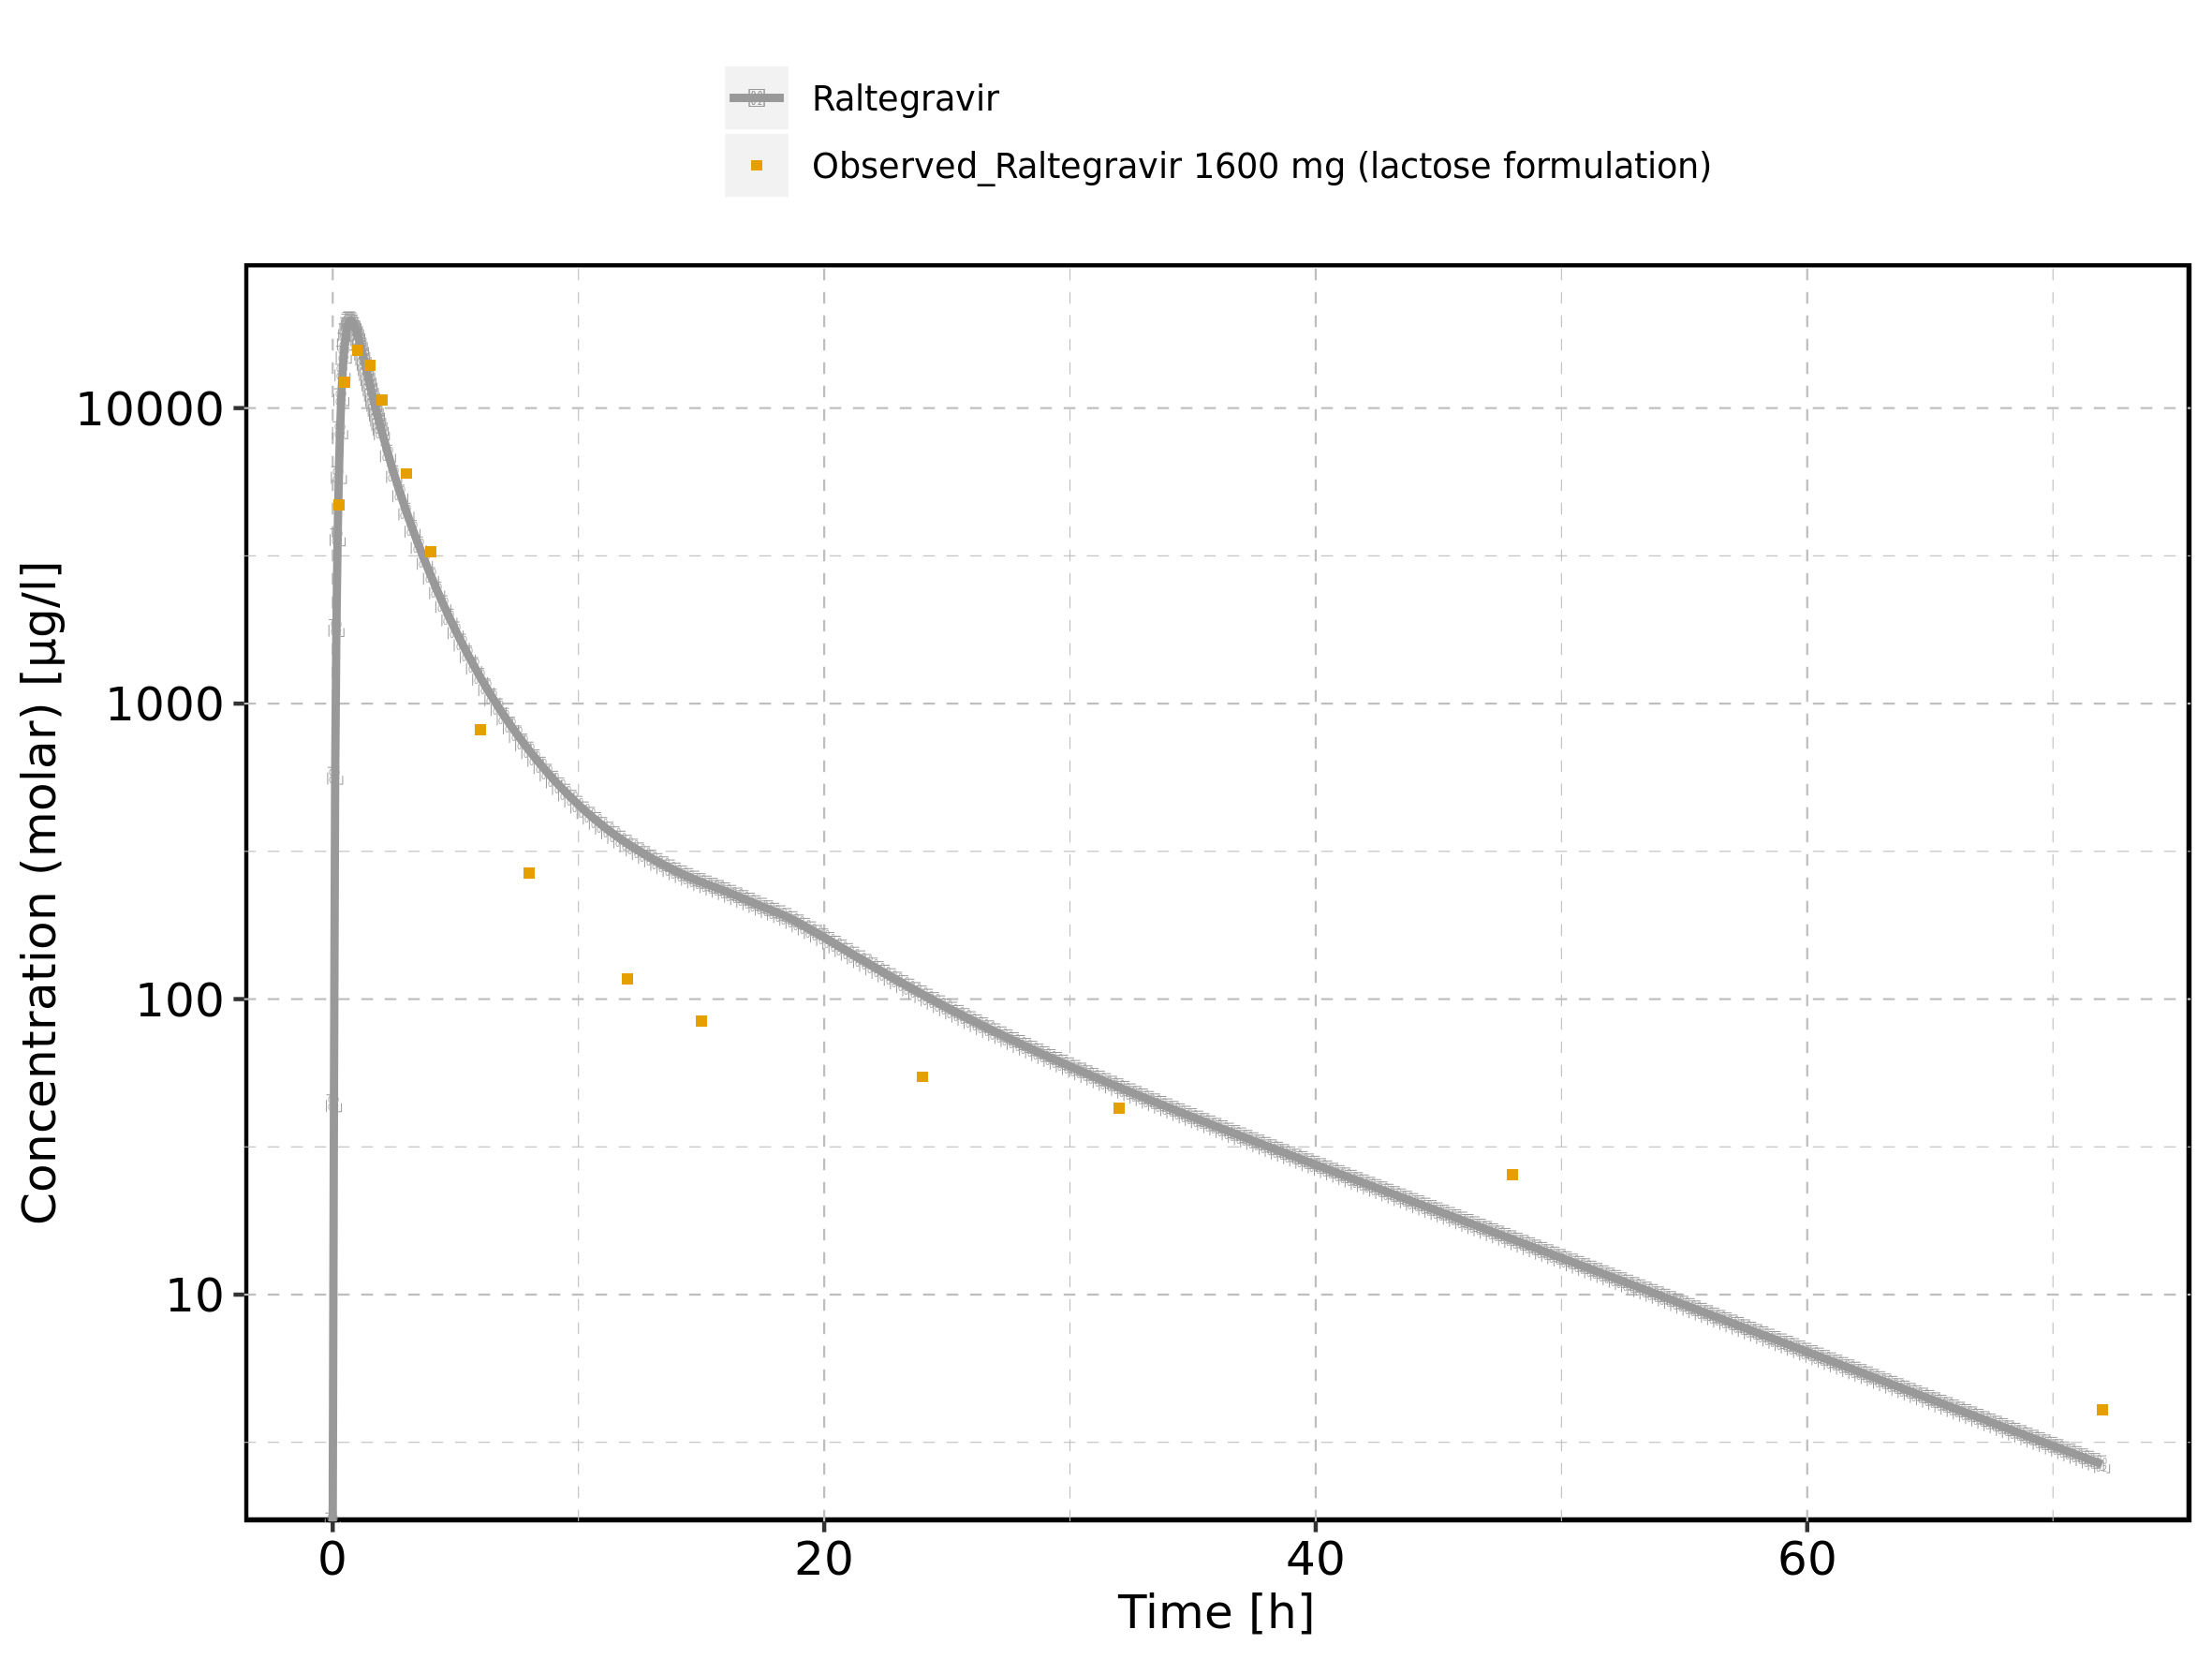 Raltegravir
Observed_Raltegravir 1600 mg (lactose formulation)
Concentration (molar) [µg/l]
10000
1000
100
10
0 20 40 60
Time [h]